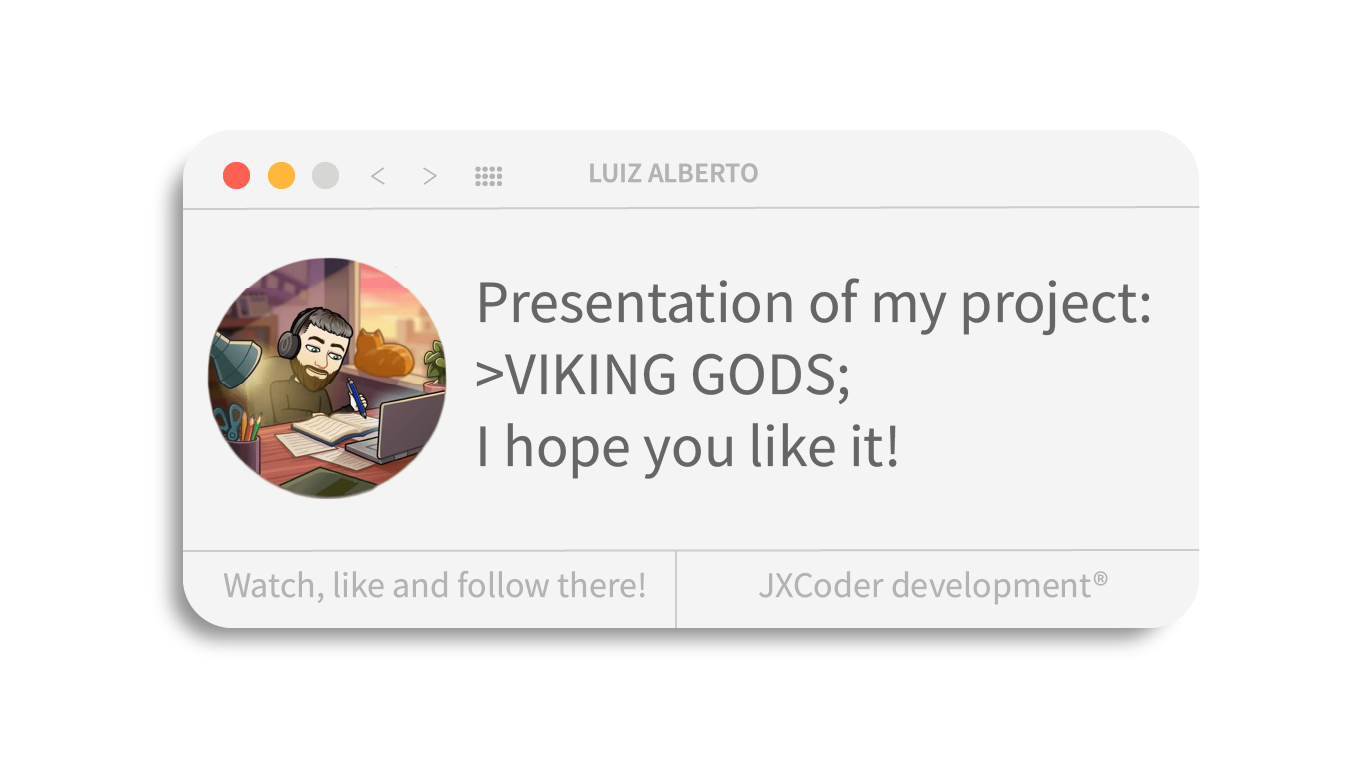 LUIZ ALBERTO
Presentation of my project:
>VIKING GODS;
I hope you like it!
Watch, like and follow there!
JXCoder development®